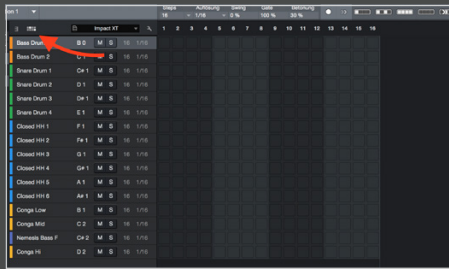 on 1 Steps Auflösung Swing Gate Betonung
16 1/16 0 % 100 % 30 %
Impact XT 1 2 3 4 5 6 7 8 9 10 11 12 13 14 15 16
Bass Drum B 0 M S 16 1/16
Bass Drum 2 C 1 M S 16 1/16
Snare Drum 1 C# 1 M S 16 1/16
Snare Drum 2 D 1 M S 16 1/16
Snare Drum 3 D# 1 M S 16 1/16
Snare Drum 4 E 1 M S 16 1/16
Closed HH 1 F 1 M S 16 1/16
Closed HH 2 F# 1 M S 16 1/16
Closed HH 3 G 1 M S 16 1/16
Closed HH 4 G# 1 M S 16 1/16
Closed HH 5 A 1 M S 16 1/16
Closed HH 6 A# 1 M S 16 1/16
Conga Low B 1 M S 16 1/16
Conga Mid C 2 M S 16 1/16
Nemesis Bass F C# 2 M S 16 1/16
Conga Hi D 2 M S 16 1/16